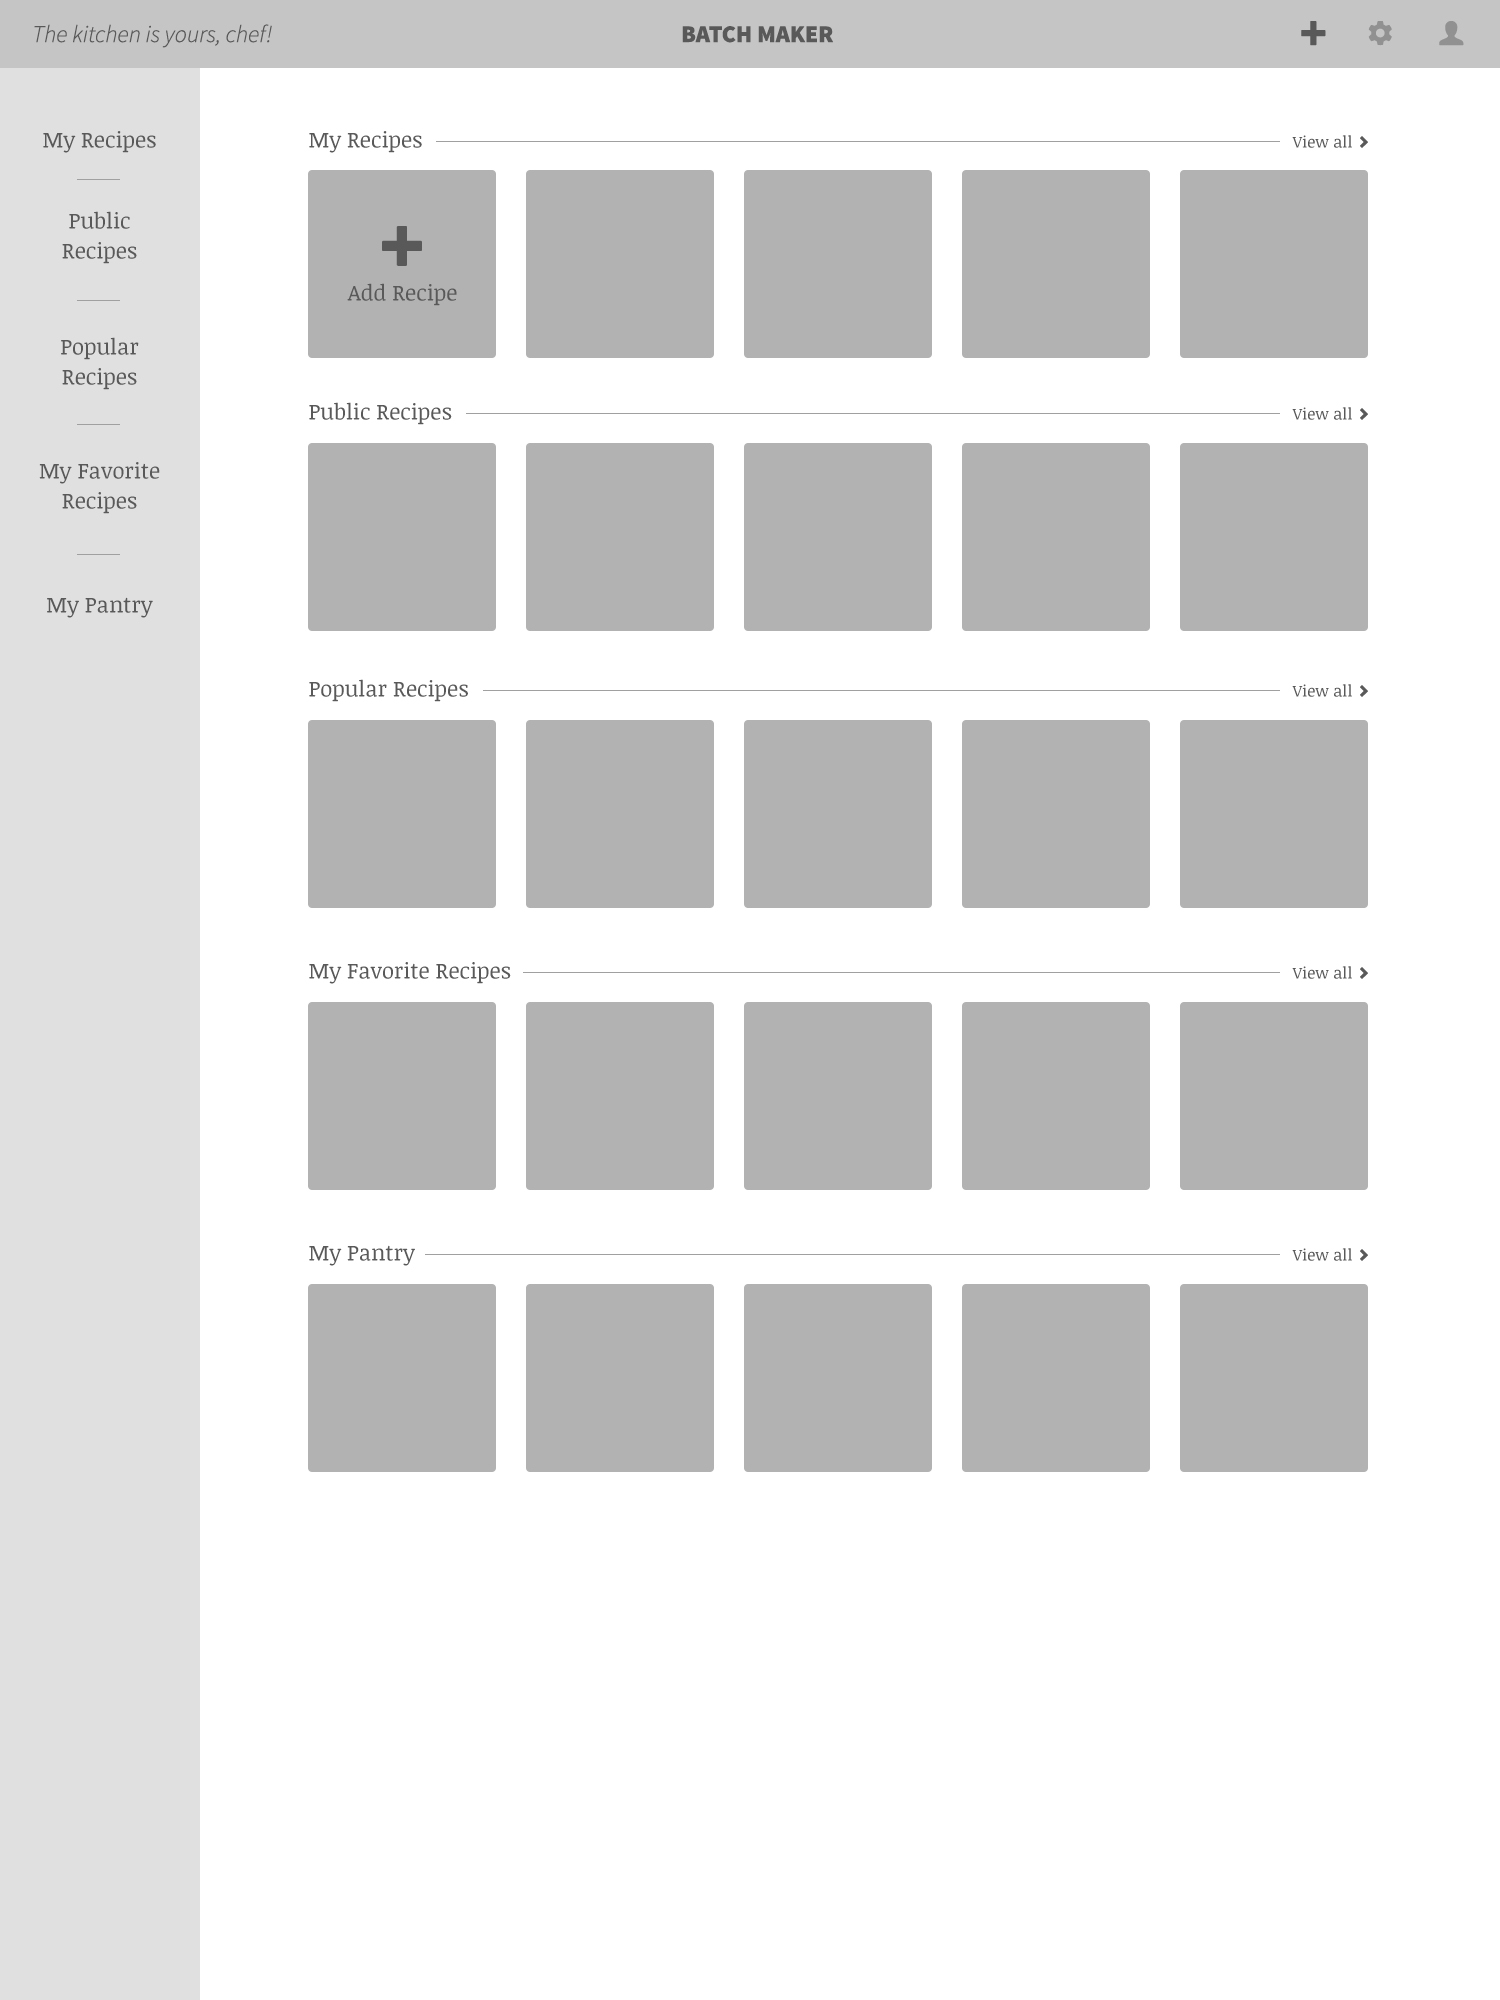 The kitchen is yours, chef!
BATCH MAKER
My Recipes
Public
Recipes
Popular
Recipes
My Favorite
Recipes
My Pantry
My Recipes
View all
Add Recipe
Public Recipes
View all
Popular Recipes
View all
My Favorite Recipes
View all
My Pantry
View all